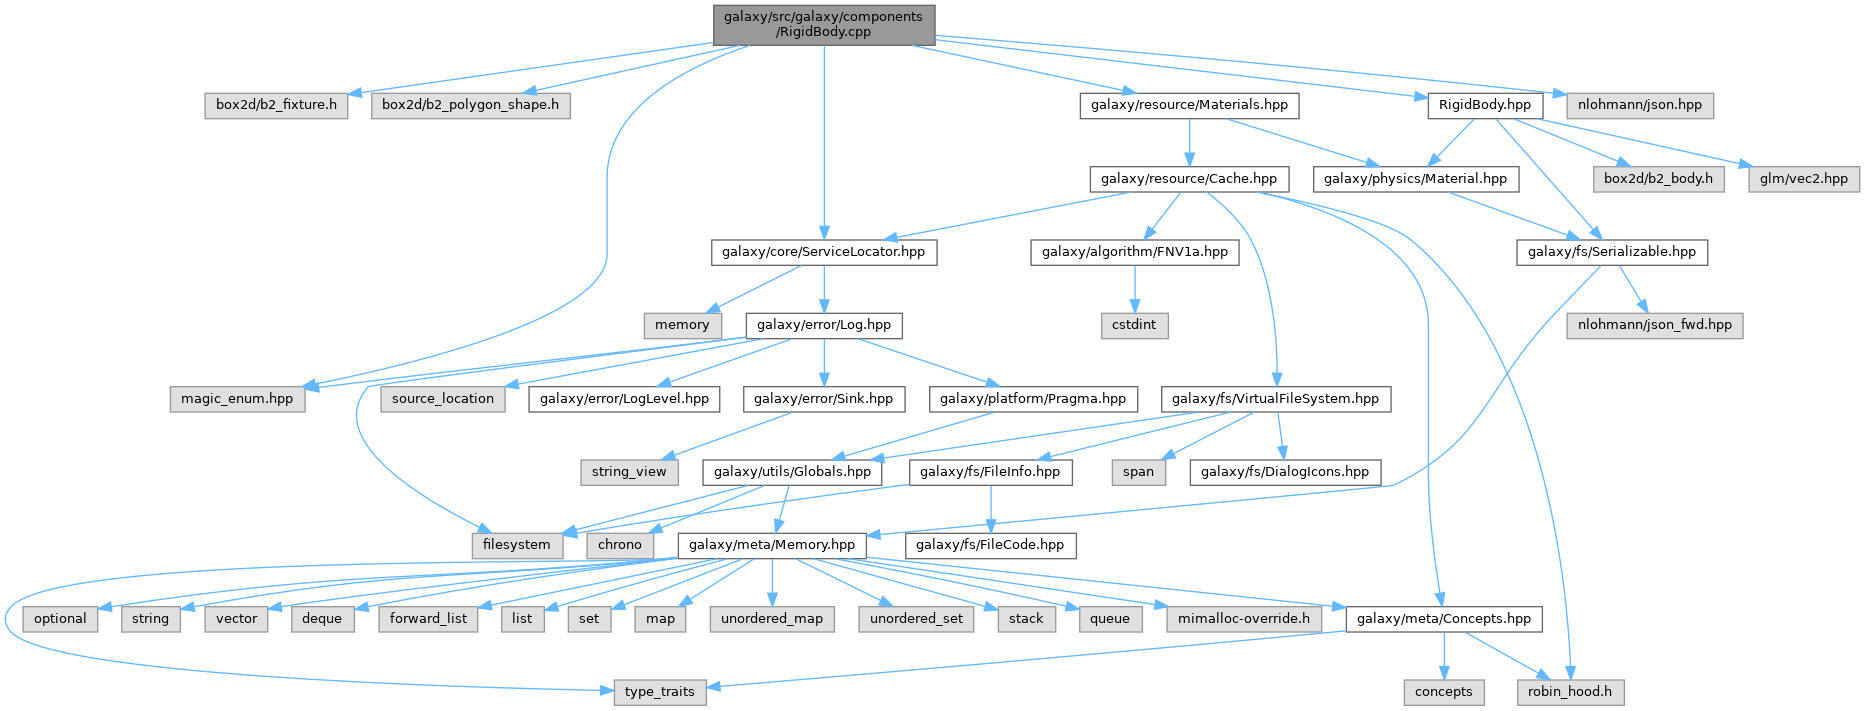 galaxy/src/galaxy/components
/RigidBody.cpp
box2d/b2_fixture.h
box2d/b2_polygon_shape.h
galaxy/resource/Materials.hpp
RigidBody.hpp
nlohmann/json.hpp
galaxy/resource/Cache.hpp
galaxy/physics/Material.hpp
box2d/b2_body.h
glm/vec2.hpp
galaxy/core/ServiceLocator.hpp
galaxy/algorithm/FNV1a.hpp
galaxy/fs/Serializable.hpp
memory
galaxy/error/Log.hpp
cstdint
nlohmann/json_fwd.hpp
magic_enum.hpp
source_location
galaxy/error/LogLevel.hpp
galaxy/error/Sink.hpp
galaxy/platform/Pragma.hpp
galaxy/fs/VirtualFileSystem.hpp
string_view
galaxy/utils/Globals.hpp
galaxy/fs/FileInfo.hpp
span
galaxy/fs/DialogIcons.hpp
filesystem
chrono
galaxy/meta/Memory.hpp
galaxy/fs/FileCode.hpp
optional
string
vector
deque
forward_list
list
set
map
unordered_map
unordered_set
stack
queue
mimalloc-override.h
galaxy/meta/Concepts.hpp
type_traits
concepts
robin_hood.h